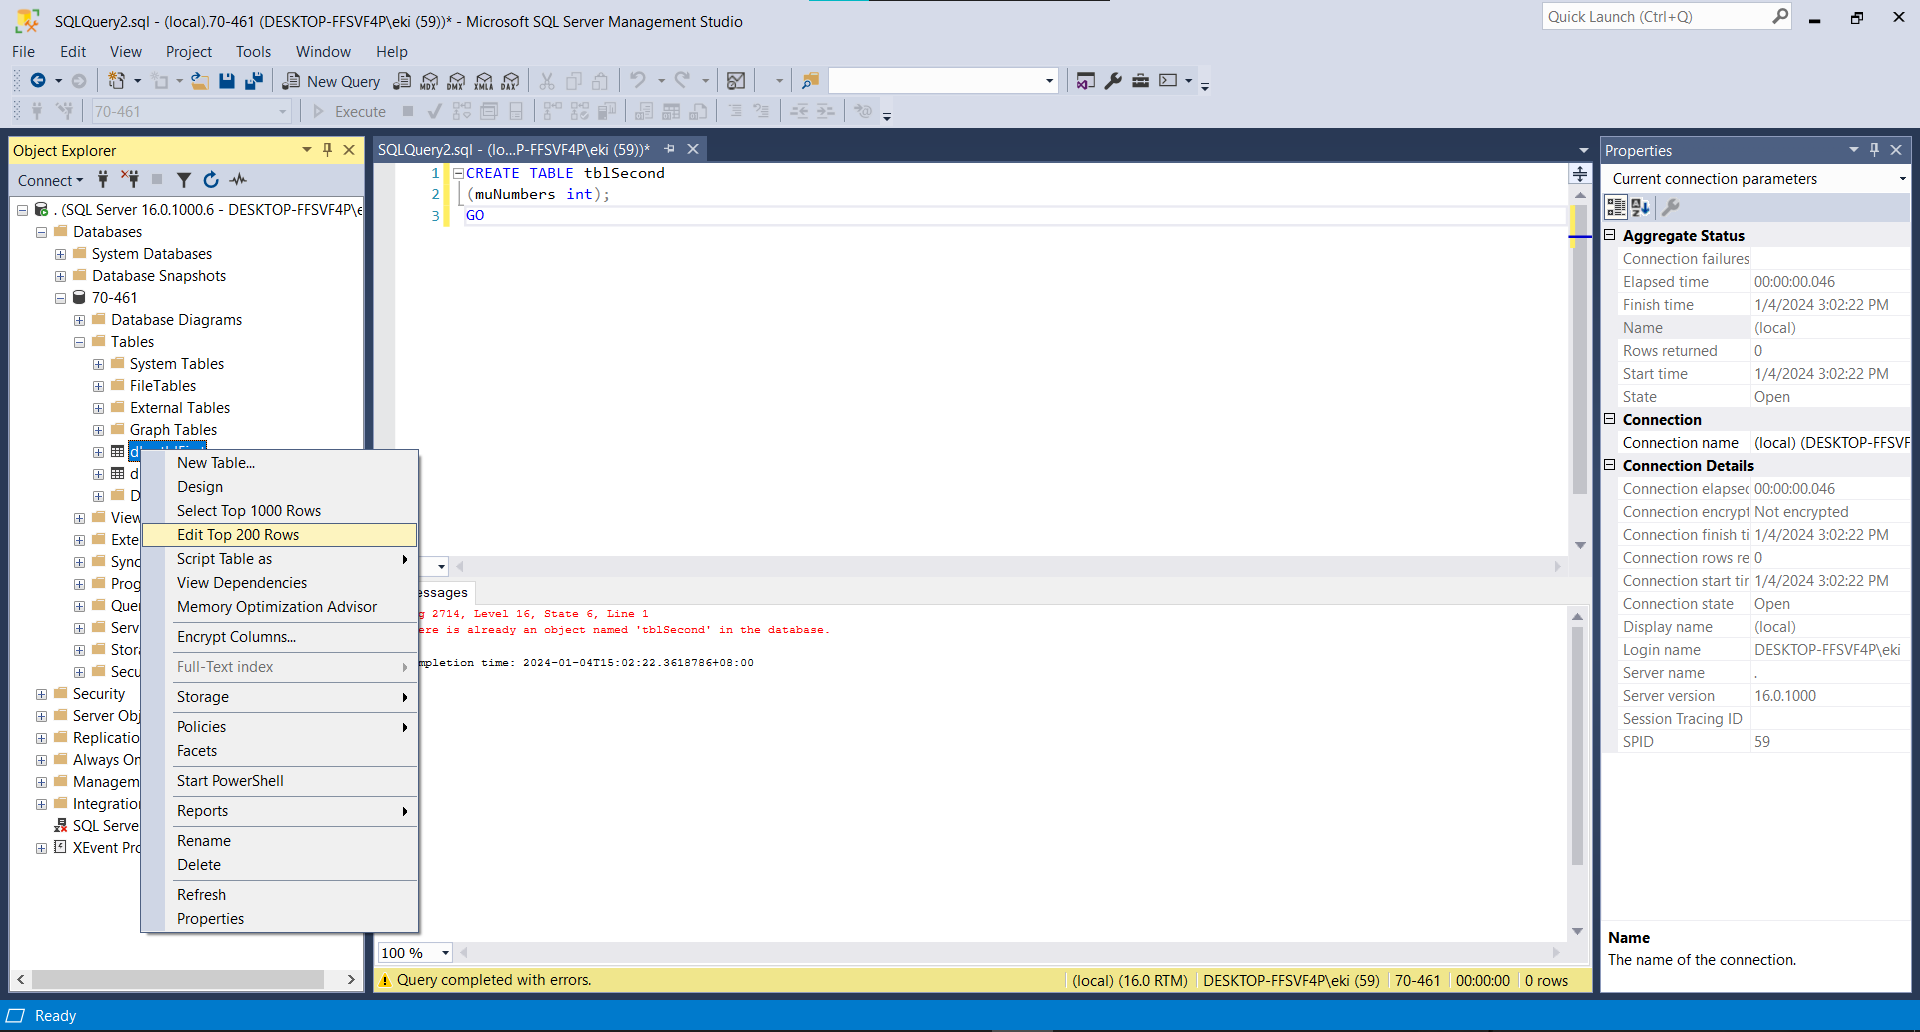 SQLQuery2.sql - (local).70-461 (DESKTOP-FFSVF4P\eki (59))* - Microsoft SQL Server Management Studio
Quick Launch (Ctrl+Q)
File Edit View Project Tools Window Help
New Query MDX DMX XMLA DAX
70-461 Execute
Object Explorer
Connect
. (SQL Server 16.0.1000.6 - DESKTOP-FFSVF4P\e
Databases
System Databases
Database Snapshots
70-461
Database Diagrams
Tables
System Tables
FileTables
External Tables
Graph Tables
d
D
View
Exte
Sync
Prog
Que
Serv
Stor
Secu
Security
Server Obj
Replicatio
Always On
Managem
Integratio
SQL Serve
XEvent Pro
New Table...
Design
Select Top 1000 Rows
Edit Top 200 Rows
Script Table as
View Dependencies
Memory Optimization Advisor
Encrypt Columns...
Full-Text index
Storage
Policies
Facets
Start PowerShell
Reports
Rename
Delete
Refresh
Properties
SQLQuery2.sql - (lo...P-FFSVF4P\eki (59))*
1 CREATE TABLE tblSecond
2 (muNumbers int);
3 GO
essages
g 2714, Level 16, State 6, Line 1
ere is already an object named 'tblSecond' in the database.
mpletion time: 2024-01-04T15:02:22.3618786+08:00
100 %
Query completed with errors.
(local) (16.0 RTM) DESKTOP-FFSVF4P\eki (59) 70-461 00:00:00 0 rows
Properties
Current connection parameters
Aggregate Status
Connection failures
Elapsed time 00:00:00.046
Finish time 1/4/2024 3:02:22 PM
Name (local)
Rows returned 0
Start time 1/4/2024 3:02:22 PM
State Open
Connection
Connection name (local) (DESKTOP-FFSVF
Connection Details
Connection elapsec 00:00:00.046
Connection encrypt Not encrypted
Connection finish ti 1/4/2024 3:02:22 PM
Connection rows re 0
Connection start tir 1/4/2024 3:02:22 PM
Connection state Open
Display name (local)
Login name DESKTOP-FFSVF4P\eki
Server name .
Server version 16.0.1000
Session Tracing ID
SPID 59
Name
The name of the connection.
Ready